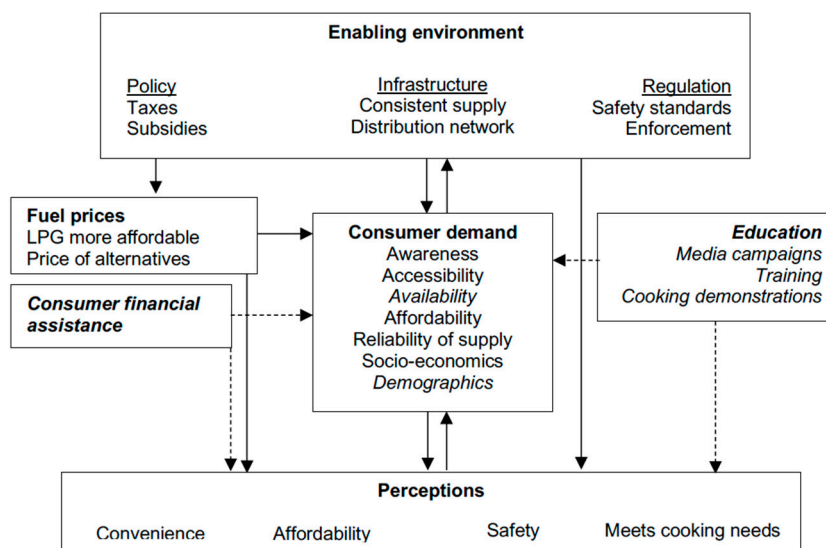 Enabling environment
Policy
Taxes
Subsidies
Infrastructure
Consistent supply
Distribution network
Regulation
Safety standards
Enforcement
Fuel prices
LPG more affordable
Price of alternatives
Consumer financial
assistance
Consumer demand
Awareness
Accessibility
Availability
Affordability
Reliability of supply
Socio-economics
Demographics
Education
Media campaigns
Training
Cooking demonstrations
Perceptions
Convenience
Affordability
Safety
Meets cooking needs